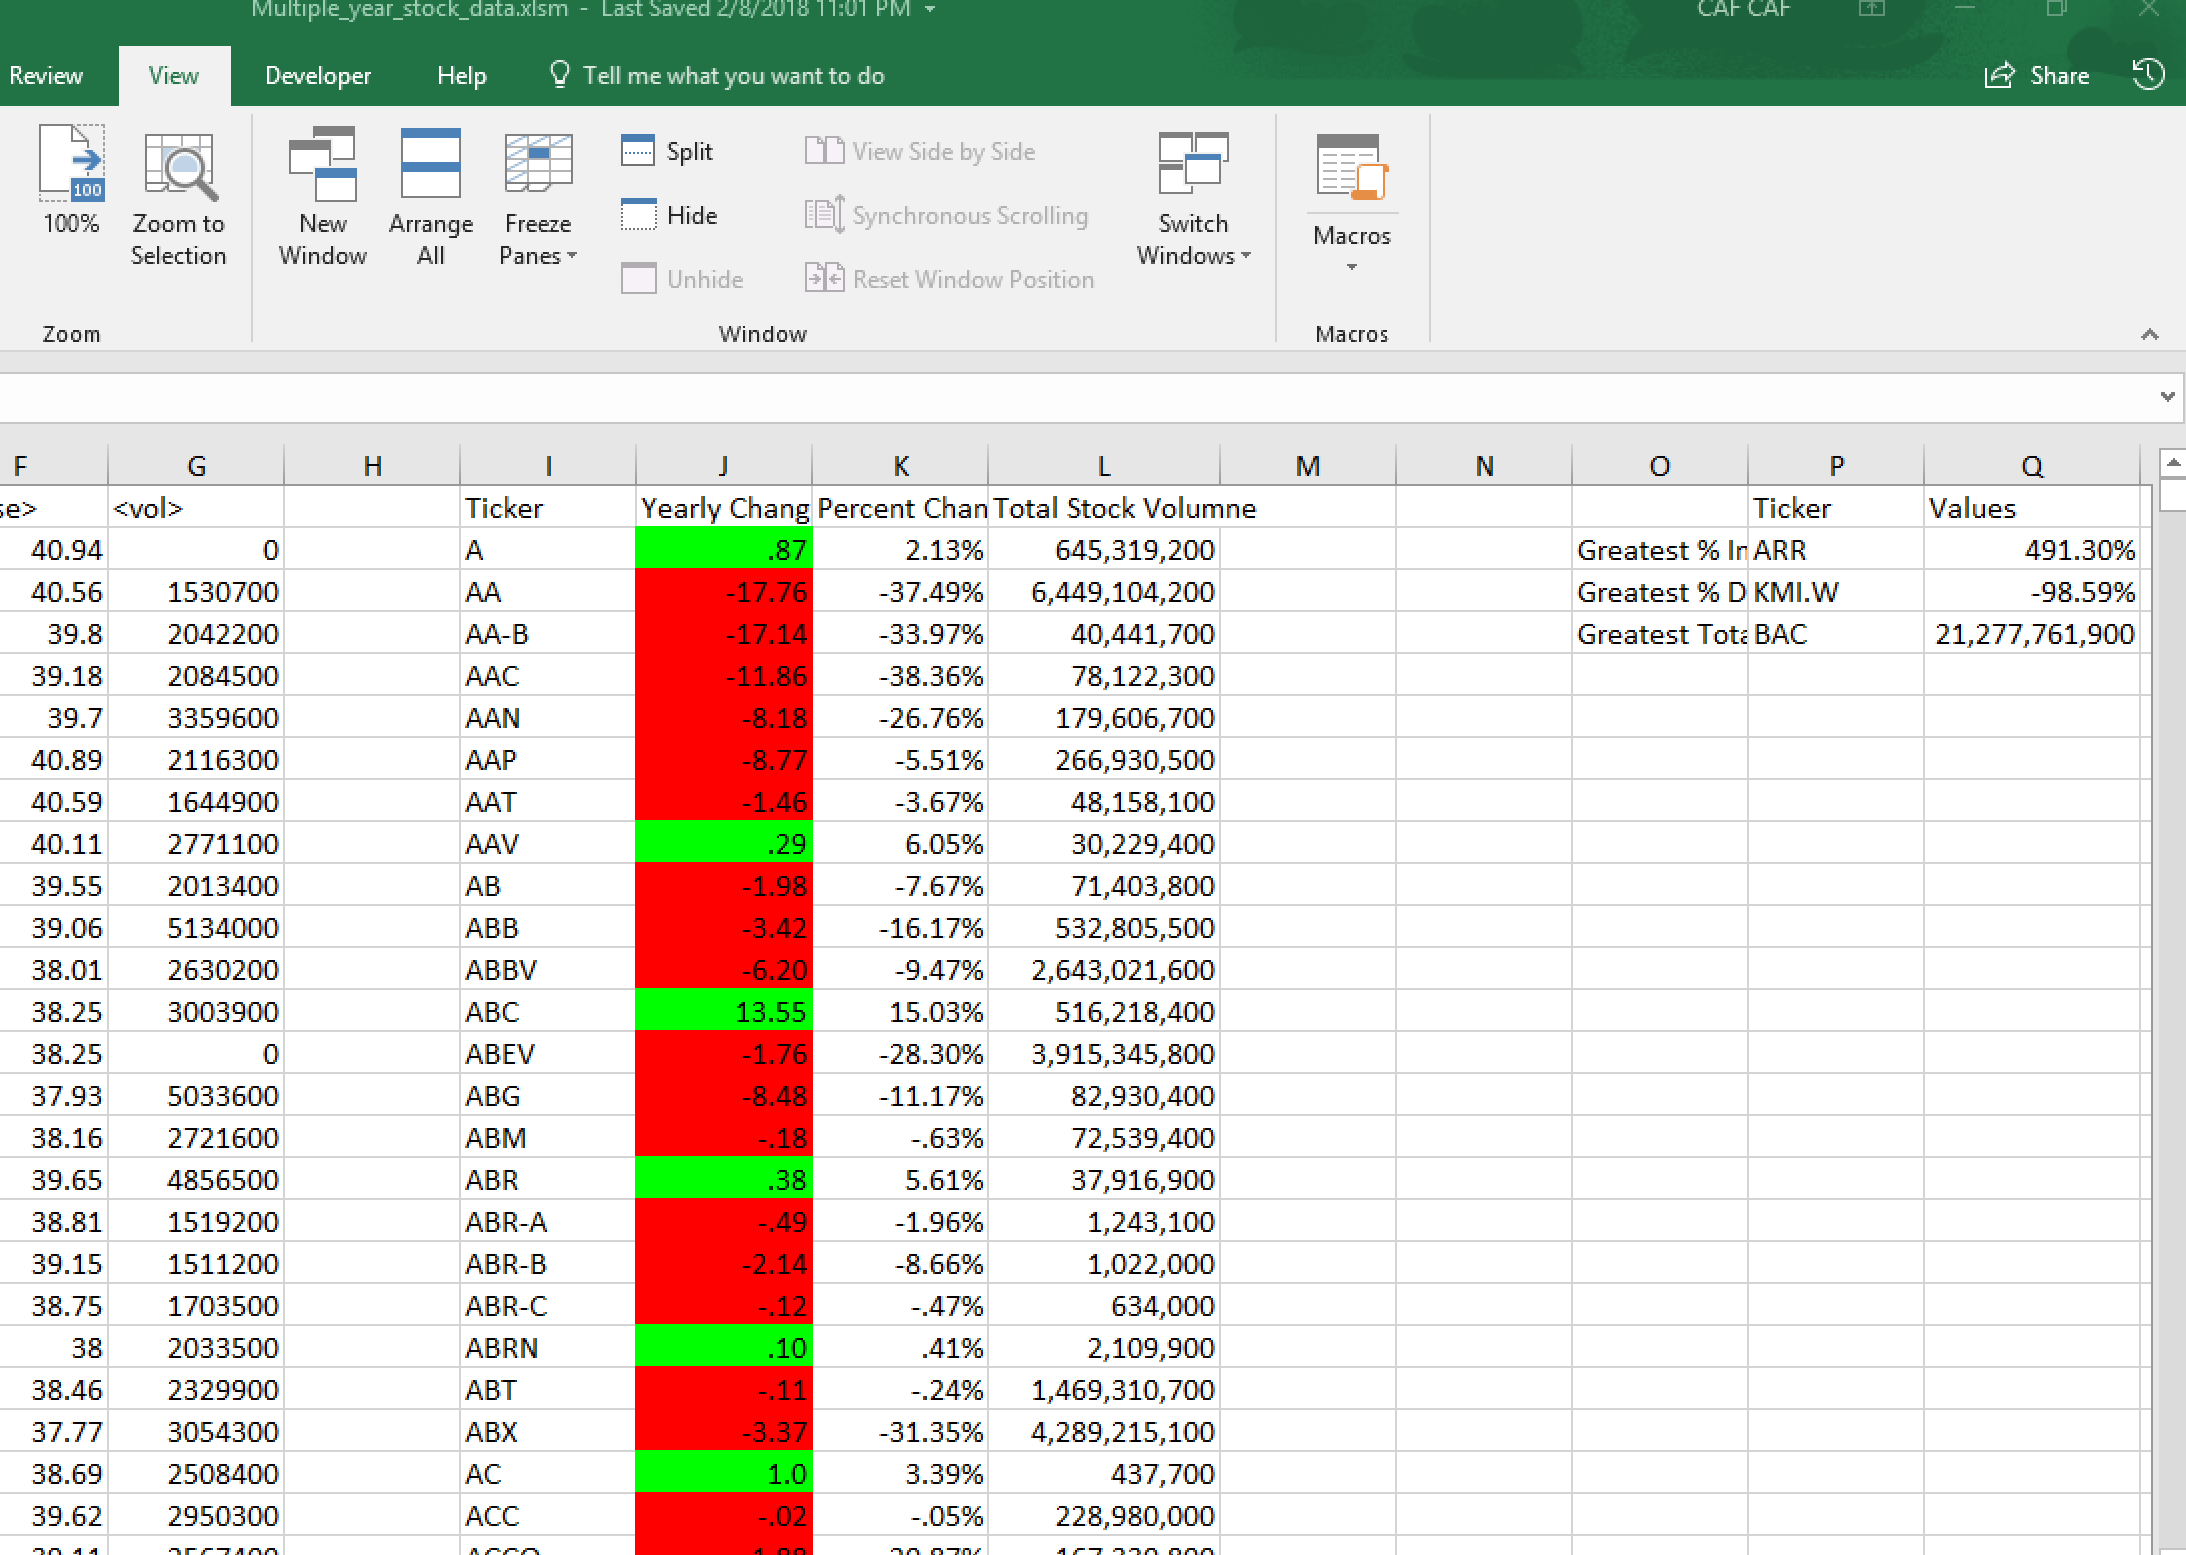 Multiple_year_stock_data.xlsm - Last Saved 2/8/2018 11:01 PM CAF CAF
Review View Developer Help Tell me what you want to do Share
100% Zoom to Selection New Window Arrange All Freeze Panes Split Hide Unhide View Side by Side Synchronous Scrolling Reset Window Position Switch Windows Macros
Zoom Window Macros
F G H I J K L M N O P Q
se> <vol> Ticker Yearly Chang Percent Chan Total Stock Volumne Ticker Values
40.94 0 A .87 2.13% 645,319,200 Greatest % In ARR 491.30%
40.56 1530700 AA -17.76 -37.49% 6,449,104,200 Greatest % D KMI.W -98.59%
39.8 2042200 AA-B -17.14 -33.97% 40,441,700 Greatest Tota BAC 21,277,761,900
39.18 2084500 AAC -11.86 -38.36% 78,122,300
39.7 3359600 AAN -8.18 -26.76% 179,606,700
40.89 2116300 AAP -8.77 -5.51% 266,930,500
40.59 1644900 AAT -1.46 -3.67% 48,158,100
40.11 2771100 AAV .29 6.05% 30,229,400
39.55 2013400 AB -1.98 -7.67% 71,403,800
39.06 5134000 ABB -3.42 -16.17% 532,805,500
38.01 2630200 ABBV -6.20 -9.47% 2,643,021,600
38.25 3003900 ABC 13.55 15.03% 516,218,400
38.25 0 ABEV -1.76 -28.30% 3,915,345,800
37.93 5033600 ABG -8.48 -11.17% 82,930,400
38.16 2721600 ABM -.18 -.63% 72,539,400
39.65 4856500 ABR .38 5.61% 37,916,900
38.81 1519200 ABR-A -.49 -1.96% 1,243,100
39.15 1511200 ABR-B -2.14 -8.66% 1,022,000
38.75 1703500 ABR-C -.12 -.47% 634,000
38 2033500 ABRN .10 .41% 2,109,900
38.46 2329900 ABT -.11 -.24% 1,469,310,700
37.77 3054300 ABX -3.37 -31.35% 4,289,215,100
38.69 2508400 AC 1.0 3.39% 437,700
39.62 2950300 ACC -.02 -.05% 228,980,000